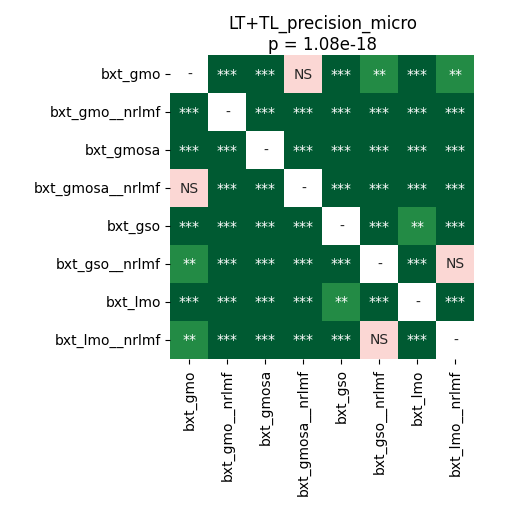 LT+TL_precision_micro
p = 1.08e-18
bxt_gmo - *** *** NS *** ** *** **
bxt_gmo__nrlmf *** - *** *** *** *** *** ***
bxt_gmosa *** *** - *** *** *** *** ***
bxt_gmosa__nrlmf NS *** *** - *** *** *** ***
bxt_gso *** *** *** *** - *** ** ***
bxt_gso__nrlmf ** *** *** *** *** - *** NS
bxt_lmo *** *** *** *** ** *** - ***
bxt_lmo__nrlmf ** *** *** *** *** NS *** -
bxt_gmo
bxt_gmo__nrlmf
bxt_gmosa
bxt_gmosa__nrlmf
bxt_gso
bxt_gso__nrlmf
bxt_lmo
bxt_lmo__nrlmf